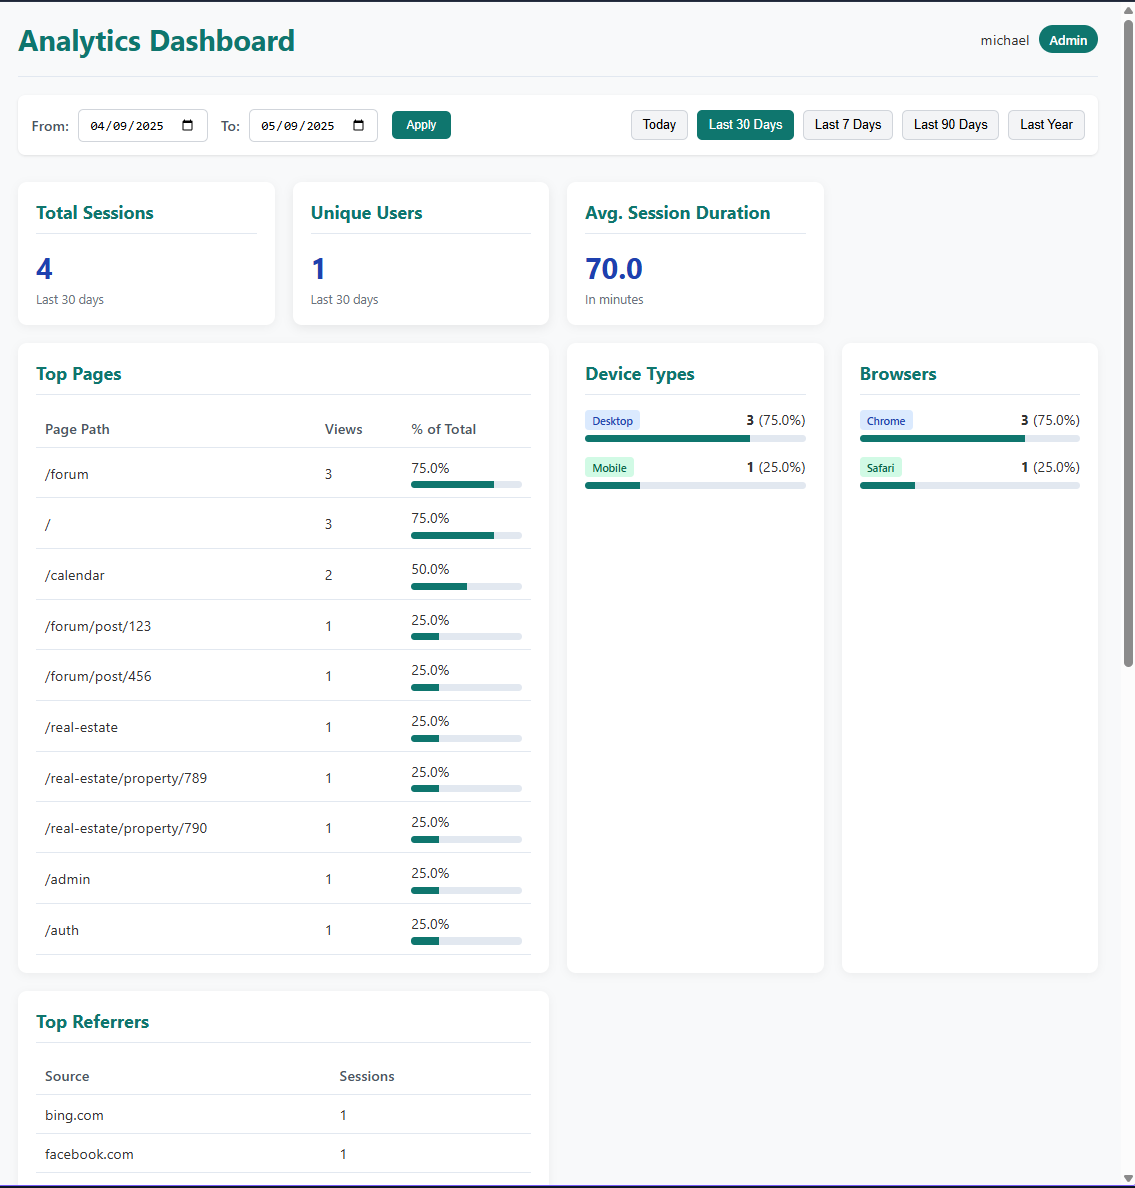 Analytics Dashboard
michael Admin
From: 04/09/2025 To: 05/09/2025 Apply Today Last 30 Days Last 7 Days Last 90 Days Last Year
Total Sessions
4
Last 30 days
Unique Users
1
Last 30 days
Avg. Session Duration
70.0
In minutes
Top Pages
Page Path Views % of Total
/forum 3 75.0%
/ 3 75.0%
/calendar 2 50.0%
/forum/post/123 1 25.0%
/forum/post/456 1 25.0%
/real-estate 1 25.0%
/real-estate/property/789 1 25.0%
/real-estate/property/790 1 25.0%
/admin 1 25.0%
/auth 1 25.0%
Device Types
Desktop 3 (75.0%)
Mobile 1 (25.0%)
Browsers
Chrome 3 (75.0%)
Safari 1 (25.0%)
Top Referrers
Source Sessions
bing.com 1
facebook.com 1